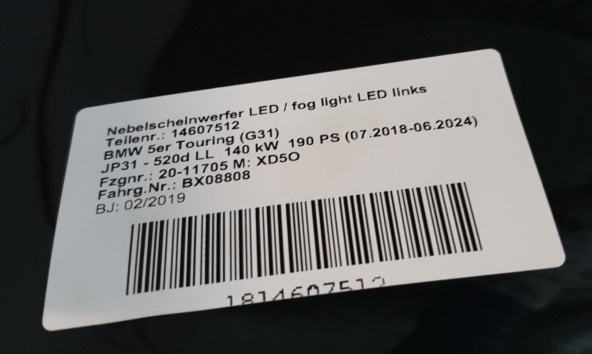 Nebelscheinwerfer LED / fog light LED links
Teilenr.: 14607512
BMW 5er Touring (G31)
JP31 - 520d LL 140 kW 190 PS (07.2018-06.2024)
Fzgnr.: 20-11705 M: XD5O
Fahrg.Nr.: BX08808
BJ: 02/2019
1814607512